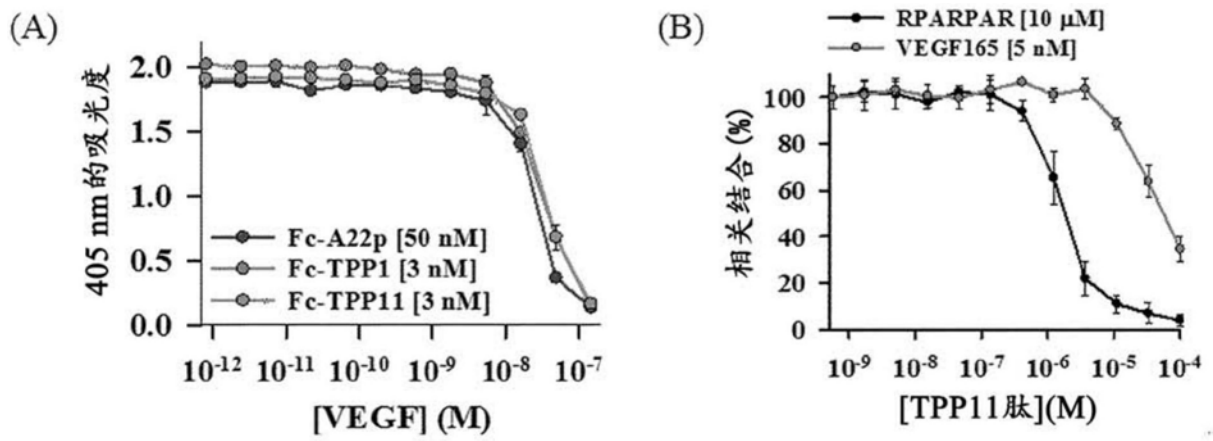 (A)
405 nm 的吸光度
2.0
1.5
1.0
0.5
0.0
Fc-A22p [50 nM]
Fc-TPP1 [3 nM]
Fc-TPP11 [3 nM]
10⁻¹² 10⁻¹¹ 10⁻¹⁰ 10⁻⁹ 10⁻⁸ 10⁻⁷
[VEGF] (M)
(B)
RPARPAR [10 μM]
VEGF165 [5 nM]
相关结合(%)
100
80
60
40
20
0
10⁻⁹ 10⁻⁸ 10⁻⁷ 10⁻⁶ 10⁻⁵ 10⁻⁴
[TPP11肽](M)